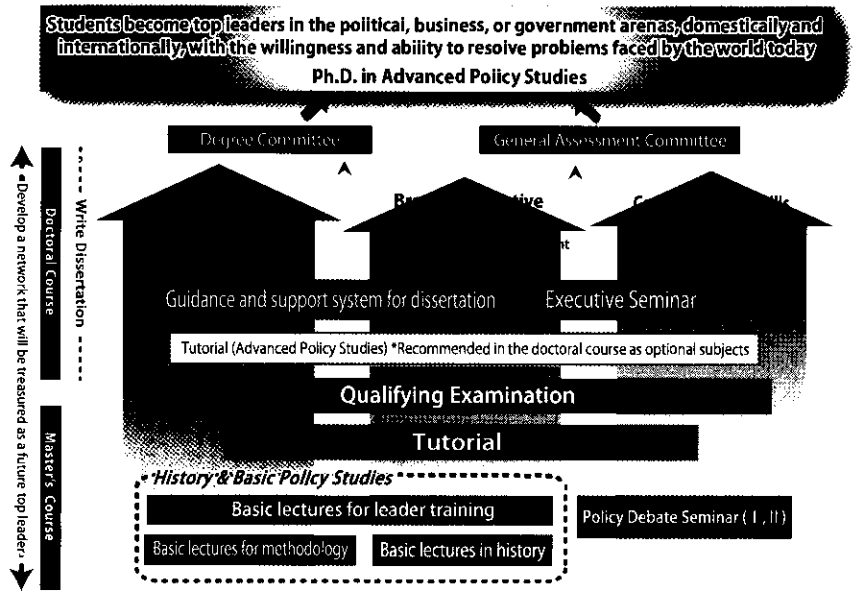 Students become top leaders in the political, business, or government arenas, domestically and
internationally, with the willingness and ability to resolve problems faced by the world today
Ph.D. in Advanced Policy Studies
Degree Committee
General Assessment Committee
Guidance and support system for dissertation
Executive Seminar
Tutorial (Advanced Policy Studies) *Recommended in the doctoral course as optional subjects
Qualifying Examination
Tutorial
History & Basic Policy Studies
Basic lectures for leader training
Policy Debate Seminar ( I , II )
Basic lectures for methodology
Basic lectures in history
Doctoral Course
Write Dissertation
Master's Course
Develop a network that will be treasured as a future top leader